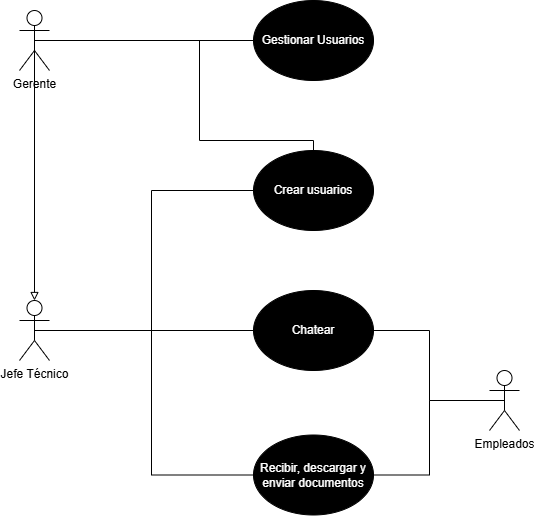 Gestionar Usuarios
Gerente
Crear usuarios
Chatear
Jefe Técnico
Empleados
Recibir, descargar y
enviar documentos